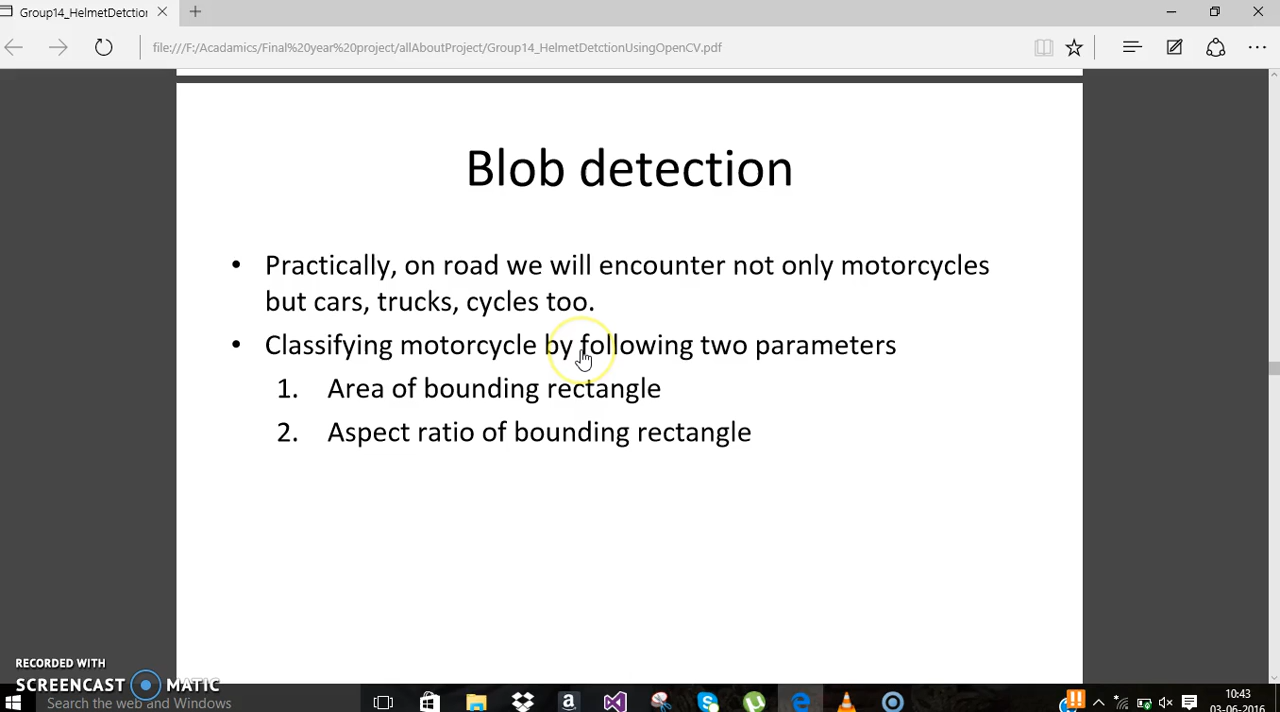 Group14_HelmetDetction
file:///F:/Acadamics/Final%20year%20project/allAboutProject/Group14_HelmetDetctionUsingOpenCV.pdf
Blob detection
• Practically, on road we will encounter not only motorcycles
but cars, trucks, cycles too.
• Classifying motorcycle by following two parameters
1. Area of bounding rectangle
2. Aspect ratio of bounding rectangle
RECORDED WITH
SCREENCAST MATIC
Search the web and Windows
10:43
03-06-2016